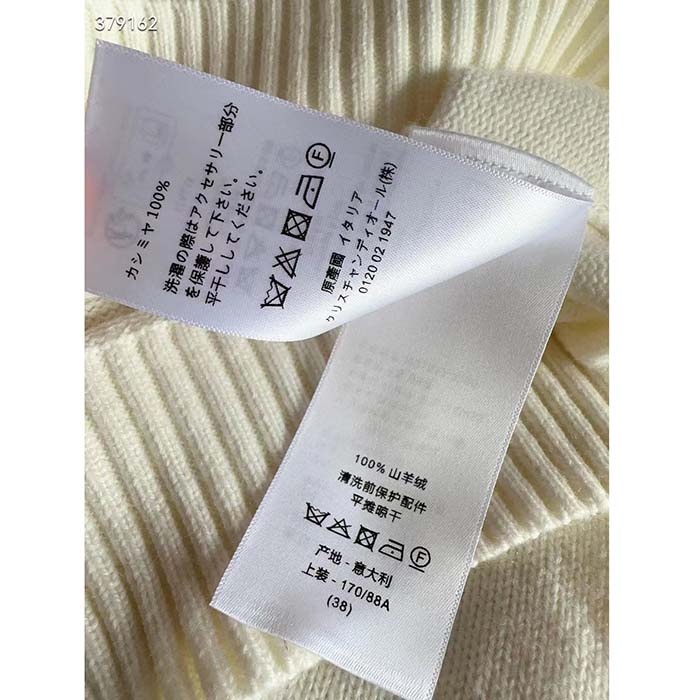 379162
カシミヤ100%
洗濯の際はアクセサリー部分
を保護して下さい。
平干ししてください。
F
原產國 イタリア
クリスチャンディオール(株)
0120 02 1947
100% 山羊绒
清洗前保护配件
平摊晾干
F
产地 - 意大利
上装 - 170/88A
(38)